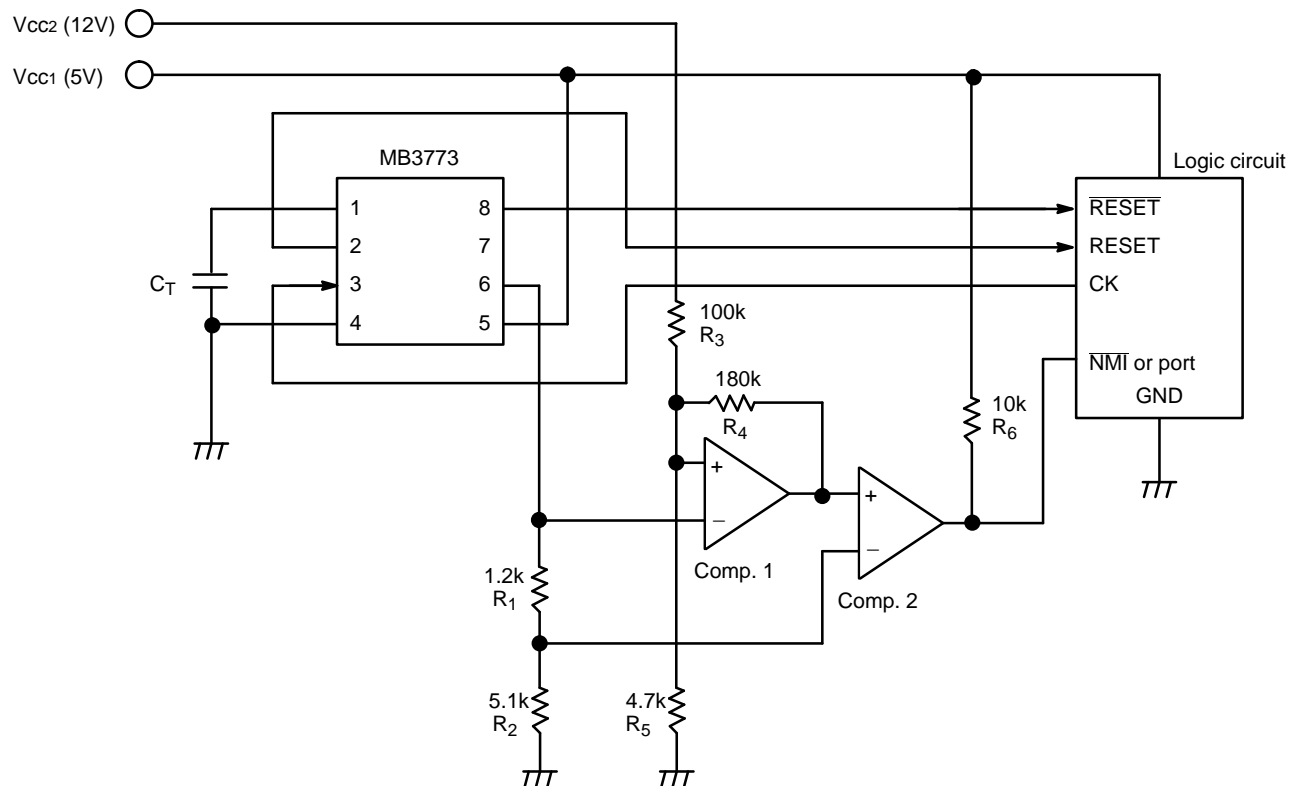 Vcc2 (12V)
Vcc1 (5V)
MB3773
Logic circuit
1
8
RESET
2
7
RESET
3
6
CK
4
5
CT
100k
R3
NMI or port
180k
R4
10k
R6
GND
+
−
+
−
Comp. 1
Comp. 2
1.2k
R1
5.1k
R2
4.7k
R5